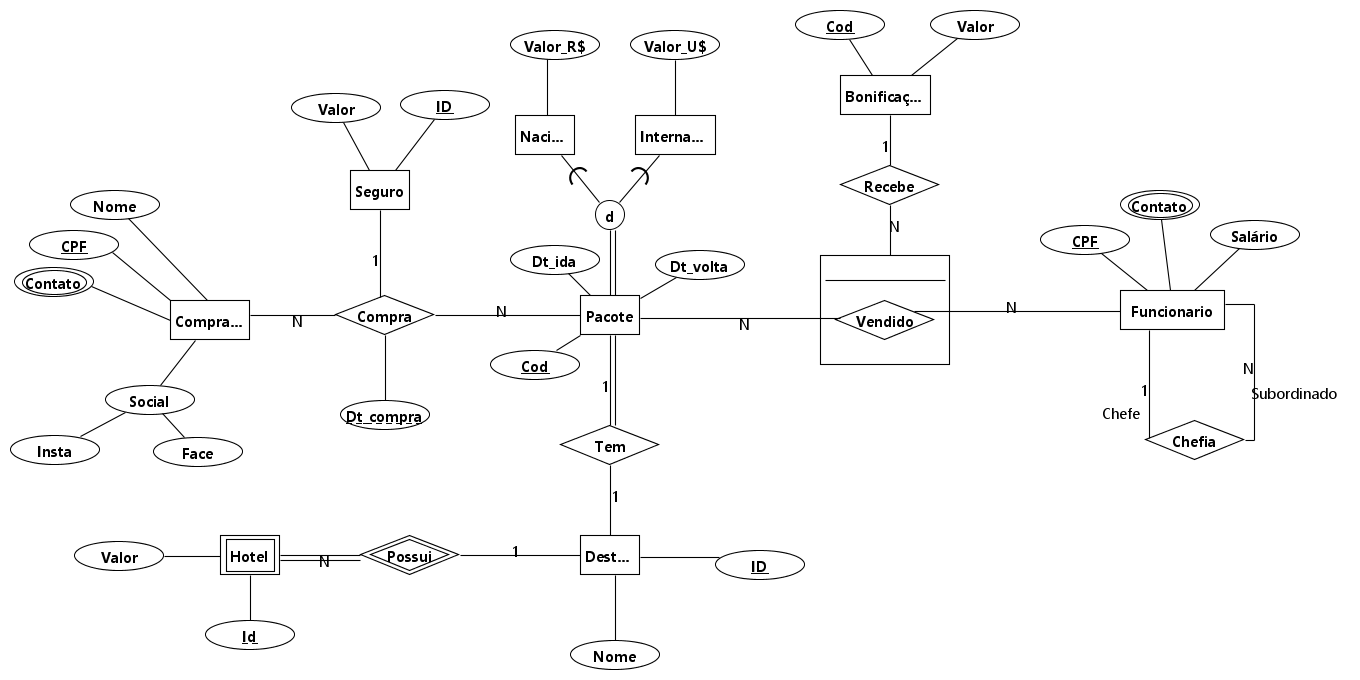 Cod
Valor
Valor_R$
Valor_U$
Bonificaç...
Valor
ID
Naci...
Interna...
1
Recebe
Seguro
d
N
Nome
CPF
Contato
1
Dt_ida
Dt_volta
Contato
CPF
Salário
Compra...
N
Compra
N
Pacote
N
Vendido
N
Funcionario
Cod
1
N
Subordinado
1
Chefe
Social
Dt_compra
Insta
Face
Tem
Chefia
1
Valor
Hotel
N
Possui
1
Dest...
ID
Id
Nome